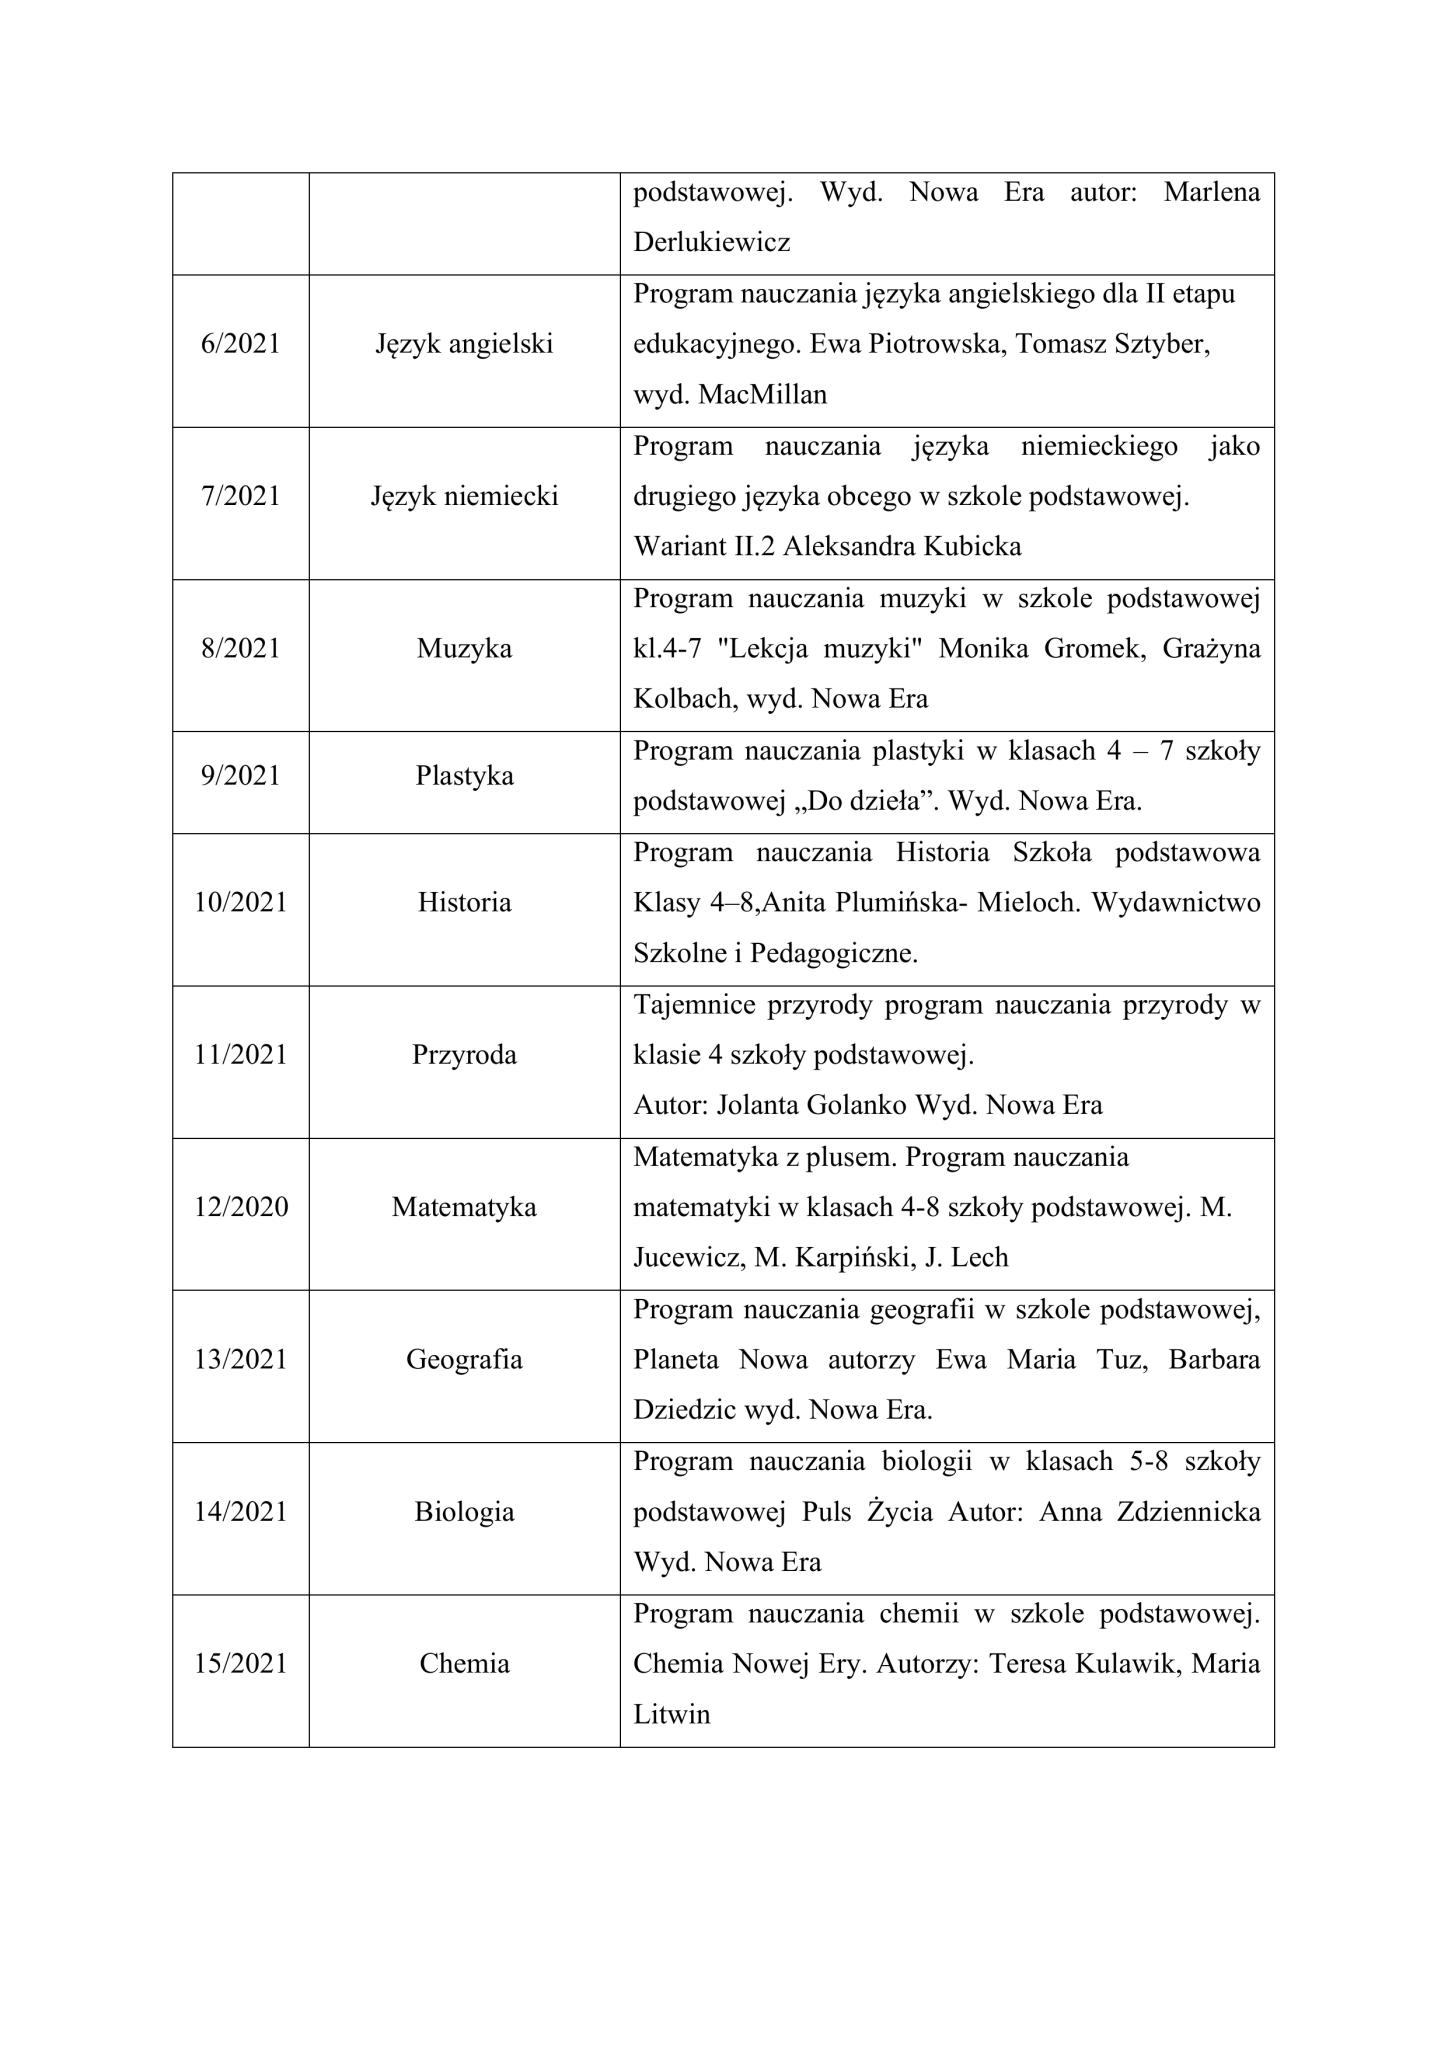 podstawowej. Wyd. Nowa Era autor: Marlena
Derlukiewicz
6/2021
Język angielski
Program nauczania języka angielskiego dla II etapu
edukacyjnego. Ewa Piotrowska, Tomasz Sztyber,
wyd. MacMillan
7/2021
Język niemiecki
Program nauczania języka niemieckiego jako
drugiego języka obcego w szkole podstawowej.
Wariant II.2 Aleksandra Kubicka
8/2021
Muzyka
Program nauczania muzyki w szkole podstawowej
kl.4-7 "Lekcja muzyki" Monika Gromek, Grażyna
Kolbach, wyd. Nowa Era
9/2021
Plastyka
Program nauczania plastyki w klasach 4 – 7 szkoły
podstawowej „Do dzieła”. Wyd. Nowa Era.
10/2021
Historia
Program nauczania Historia Szkoła podstawowa
Klasy 4–8,Anita Plumińska- Mieloch. Wydawnictwo
Szkolne i Pedagogiczne.
11/2021
Przyroda
Tajemnice przyrody program nauczania przyrody w
klasie 4 szkoły podstawowej.
Autor: Jolanta Golanko Wyd. Nowa Era
12/2020
Matematyka
Matematyka z plusem. Program nauczania
matematyki w klasach 4-8 szkoły podstawowej. M.
Jucewicz, M. Karpiński, J. Lech
13/2021
Geografia
Program nauczania geografii w szkole podstawowej,
Planeta Nowa autorzy Ewa Maria Tuz, Barbara
Dziedzic wyd. Nowa Era.
14/2021
Biologia
Program nauczania biologii w klasach 5-8 szkoły
podstawowej Puls Życia Autor: Anna Zdziennicka
Wyd. Nowa Era
15/2021
Chemia
Program nauczania chemii w szkole podstawowej.
Chemia Nowej Ery. Autorzy: Teresa Kulawik, Maria
Litwin